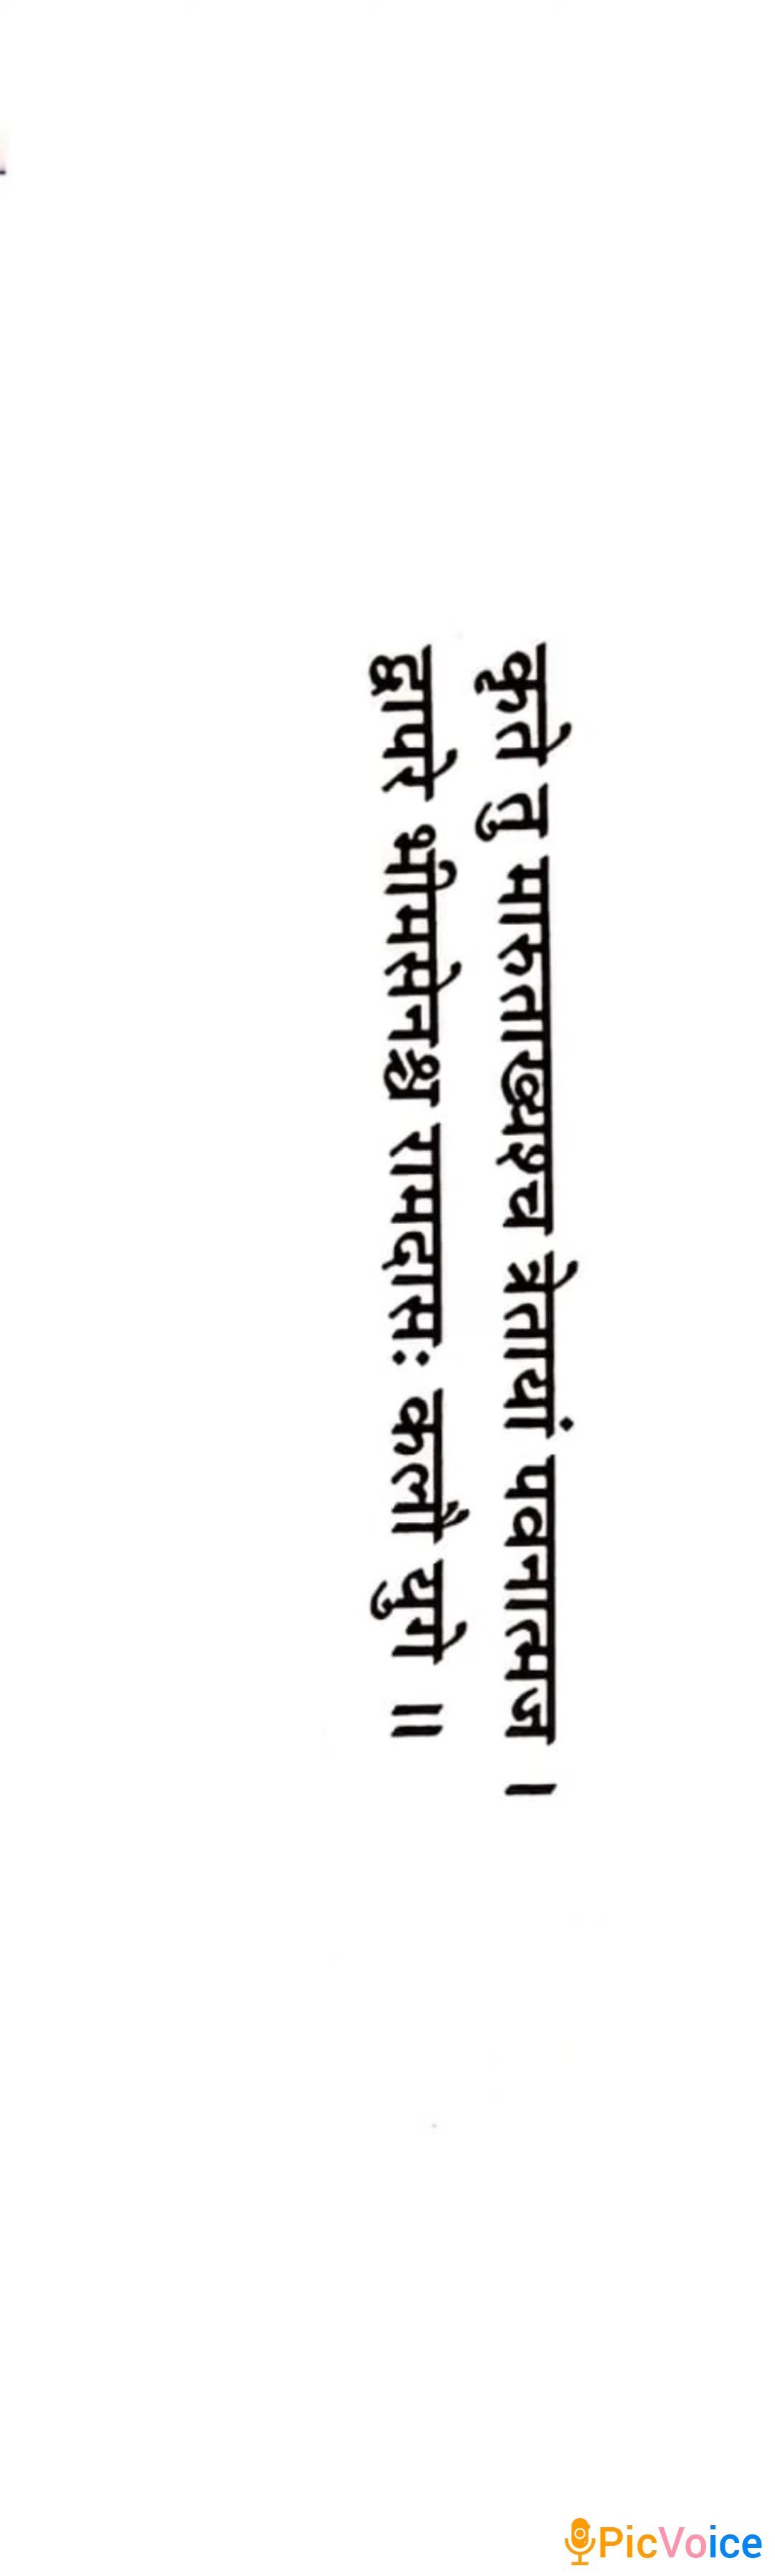 कृते तु मारुताख्यश्च त्रेतायां पवनात्मज ।
द्वापरे भीमसेनश्च रामदासः कलौ युगे ॥
PicVoice